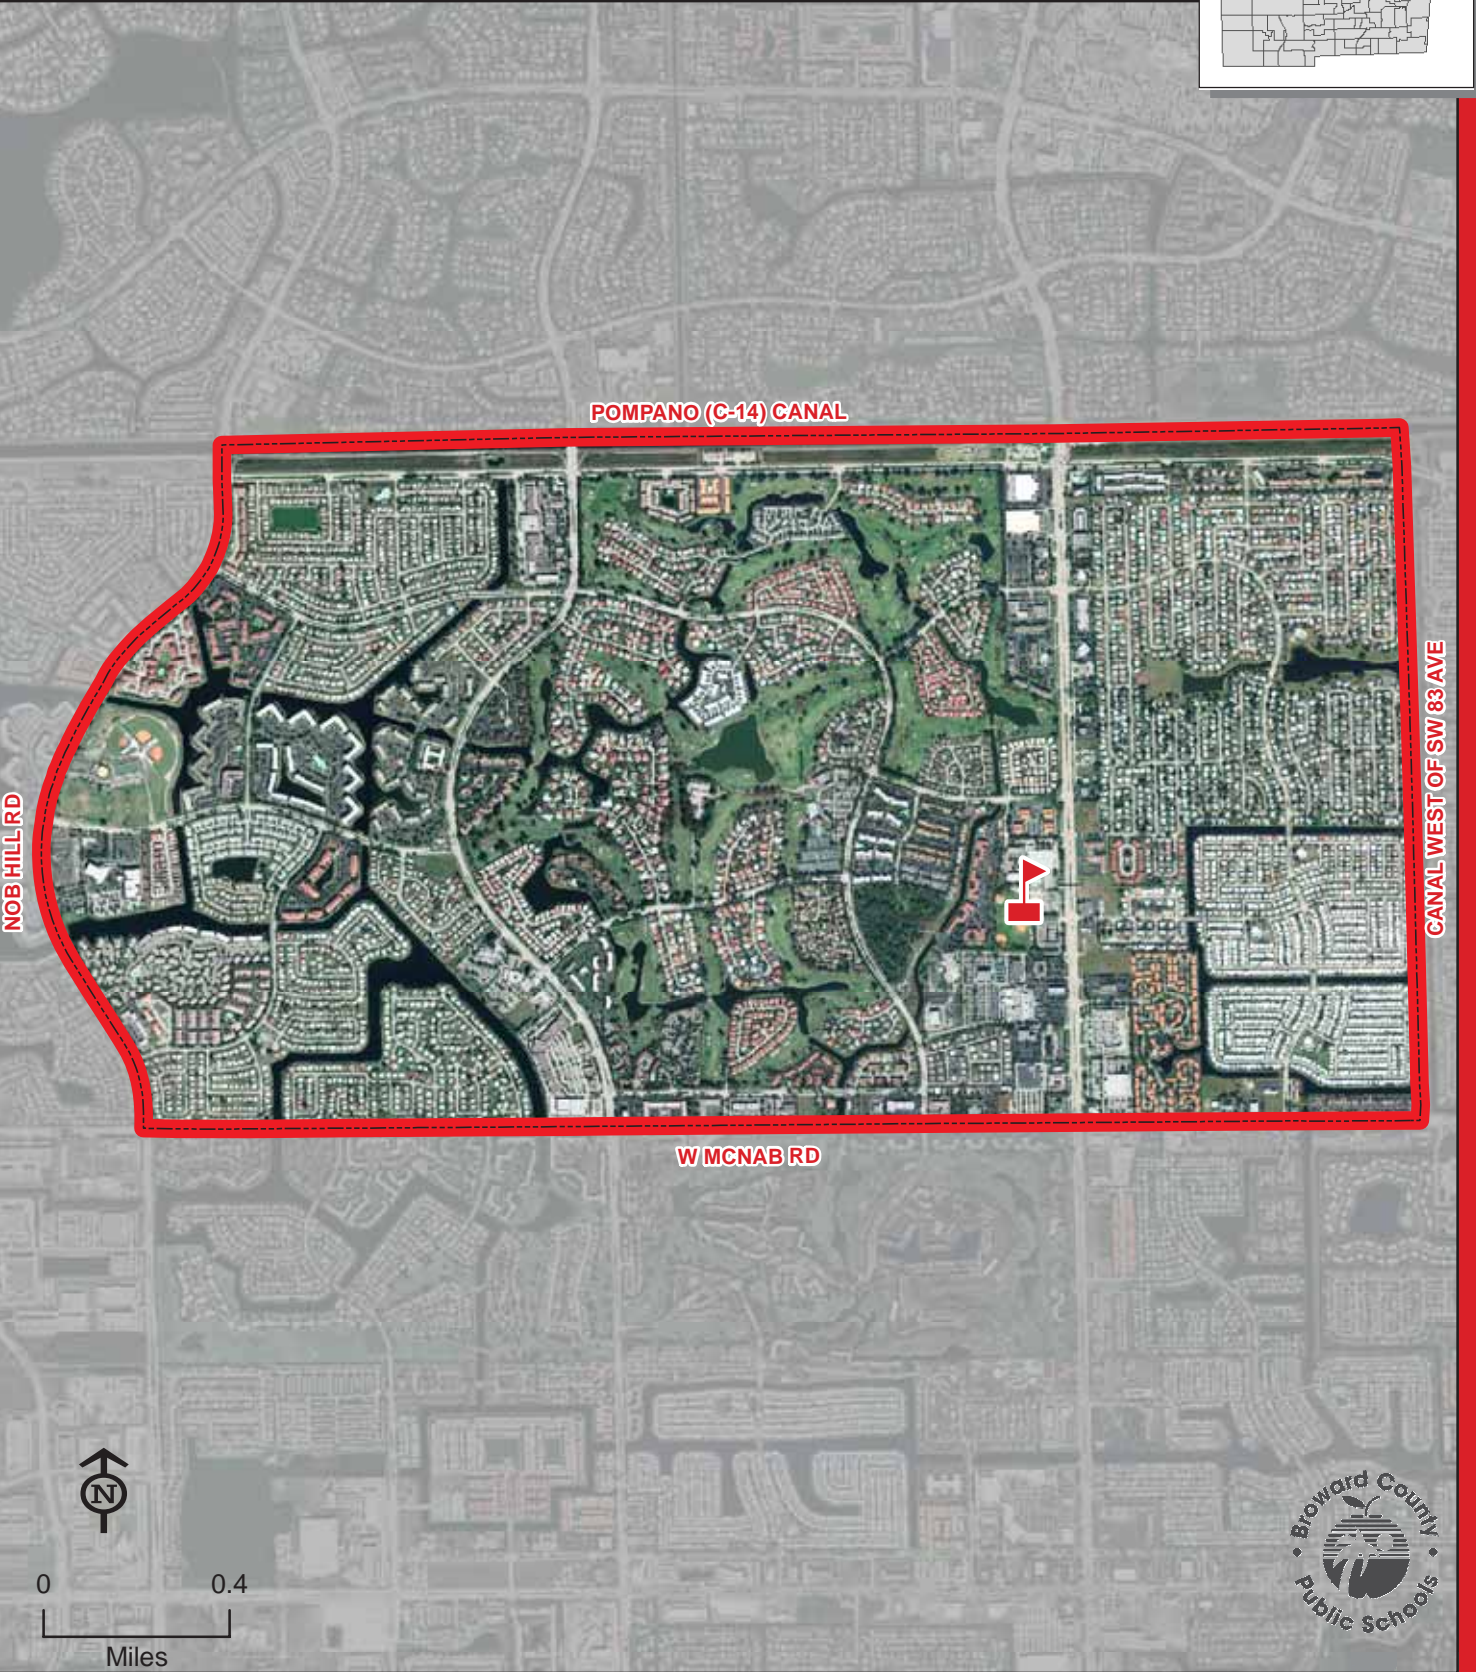 POMPANO (C-14) CANAL
NOB HILL RD
CANAL WEST OF SW 83 AVE
W MCNAB RD
N
0 0.4
Miles
Broward County
Public Schools